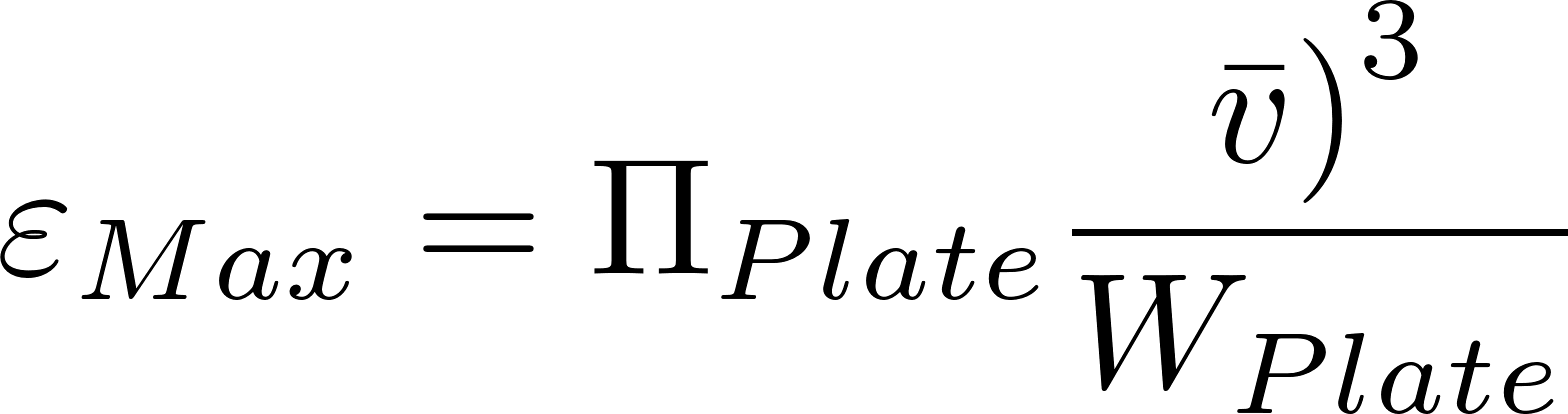 ε_{Max} = Π_{Plate} \frac{\bar{v})^3}{W_{Plate}}